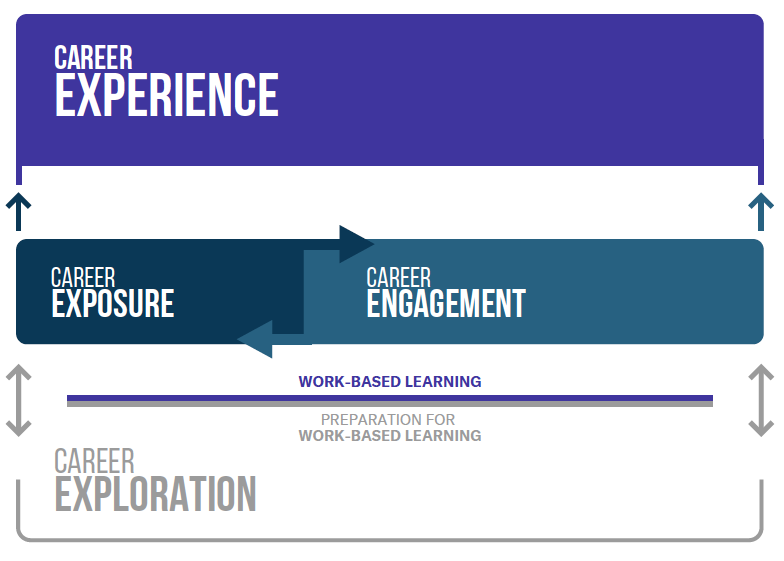 CAREER
EXPERIENCE
CAREER
EXPOSURE
CAREER
ENGAGEMENT
WORK-BASED LEARNING
PREPARATION FOR
WORK-BASED LEARNING
CAREER
EXPLORATION